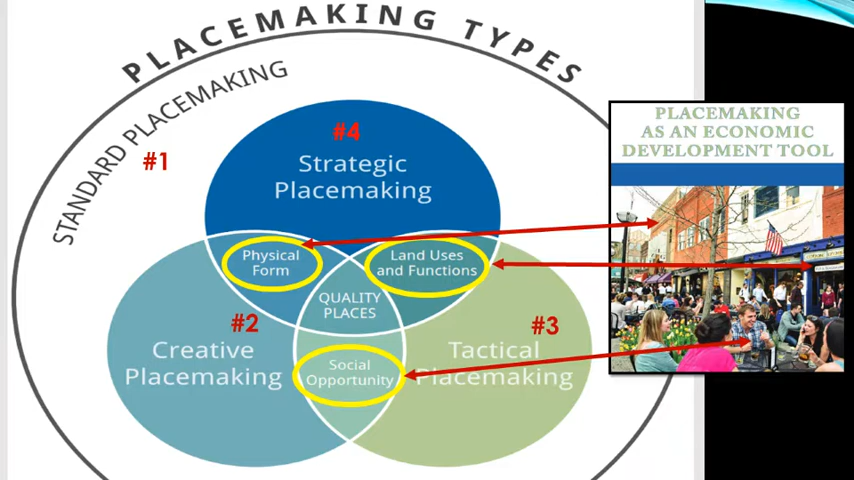 PLACEMAKING TYPES
STANDARD PLACEMAKING
#1
#4
Strategic
Placemaking
Physical
Form
Land Uses
and Functions
QUALITY
PLACES
#2
Creative
Placemaking
#3
Tactical
Placemaking
Social
Opportunity
PLACEMAKING
AS AN ECONOMIC
DEVELOPMENT TOOL